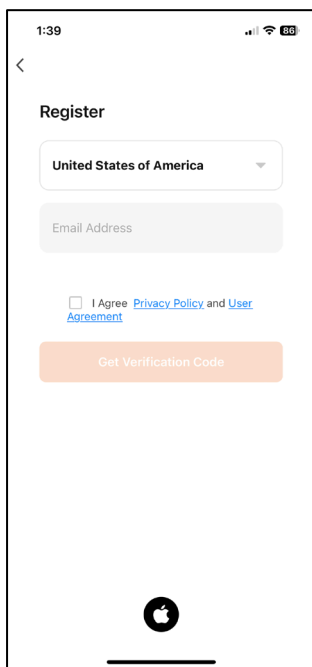 1:39
86
Register
United States of America
Email Address
I Agree Privacy Policy and User
Agreement
Get Verification Code